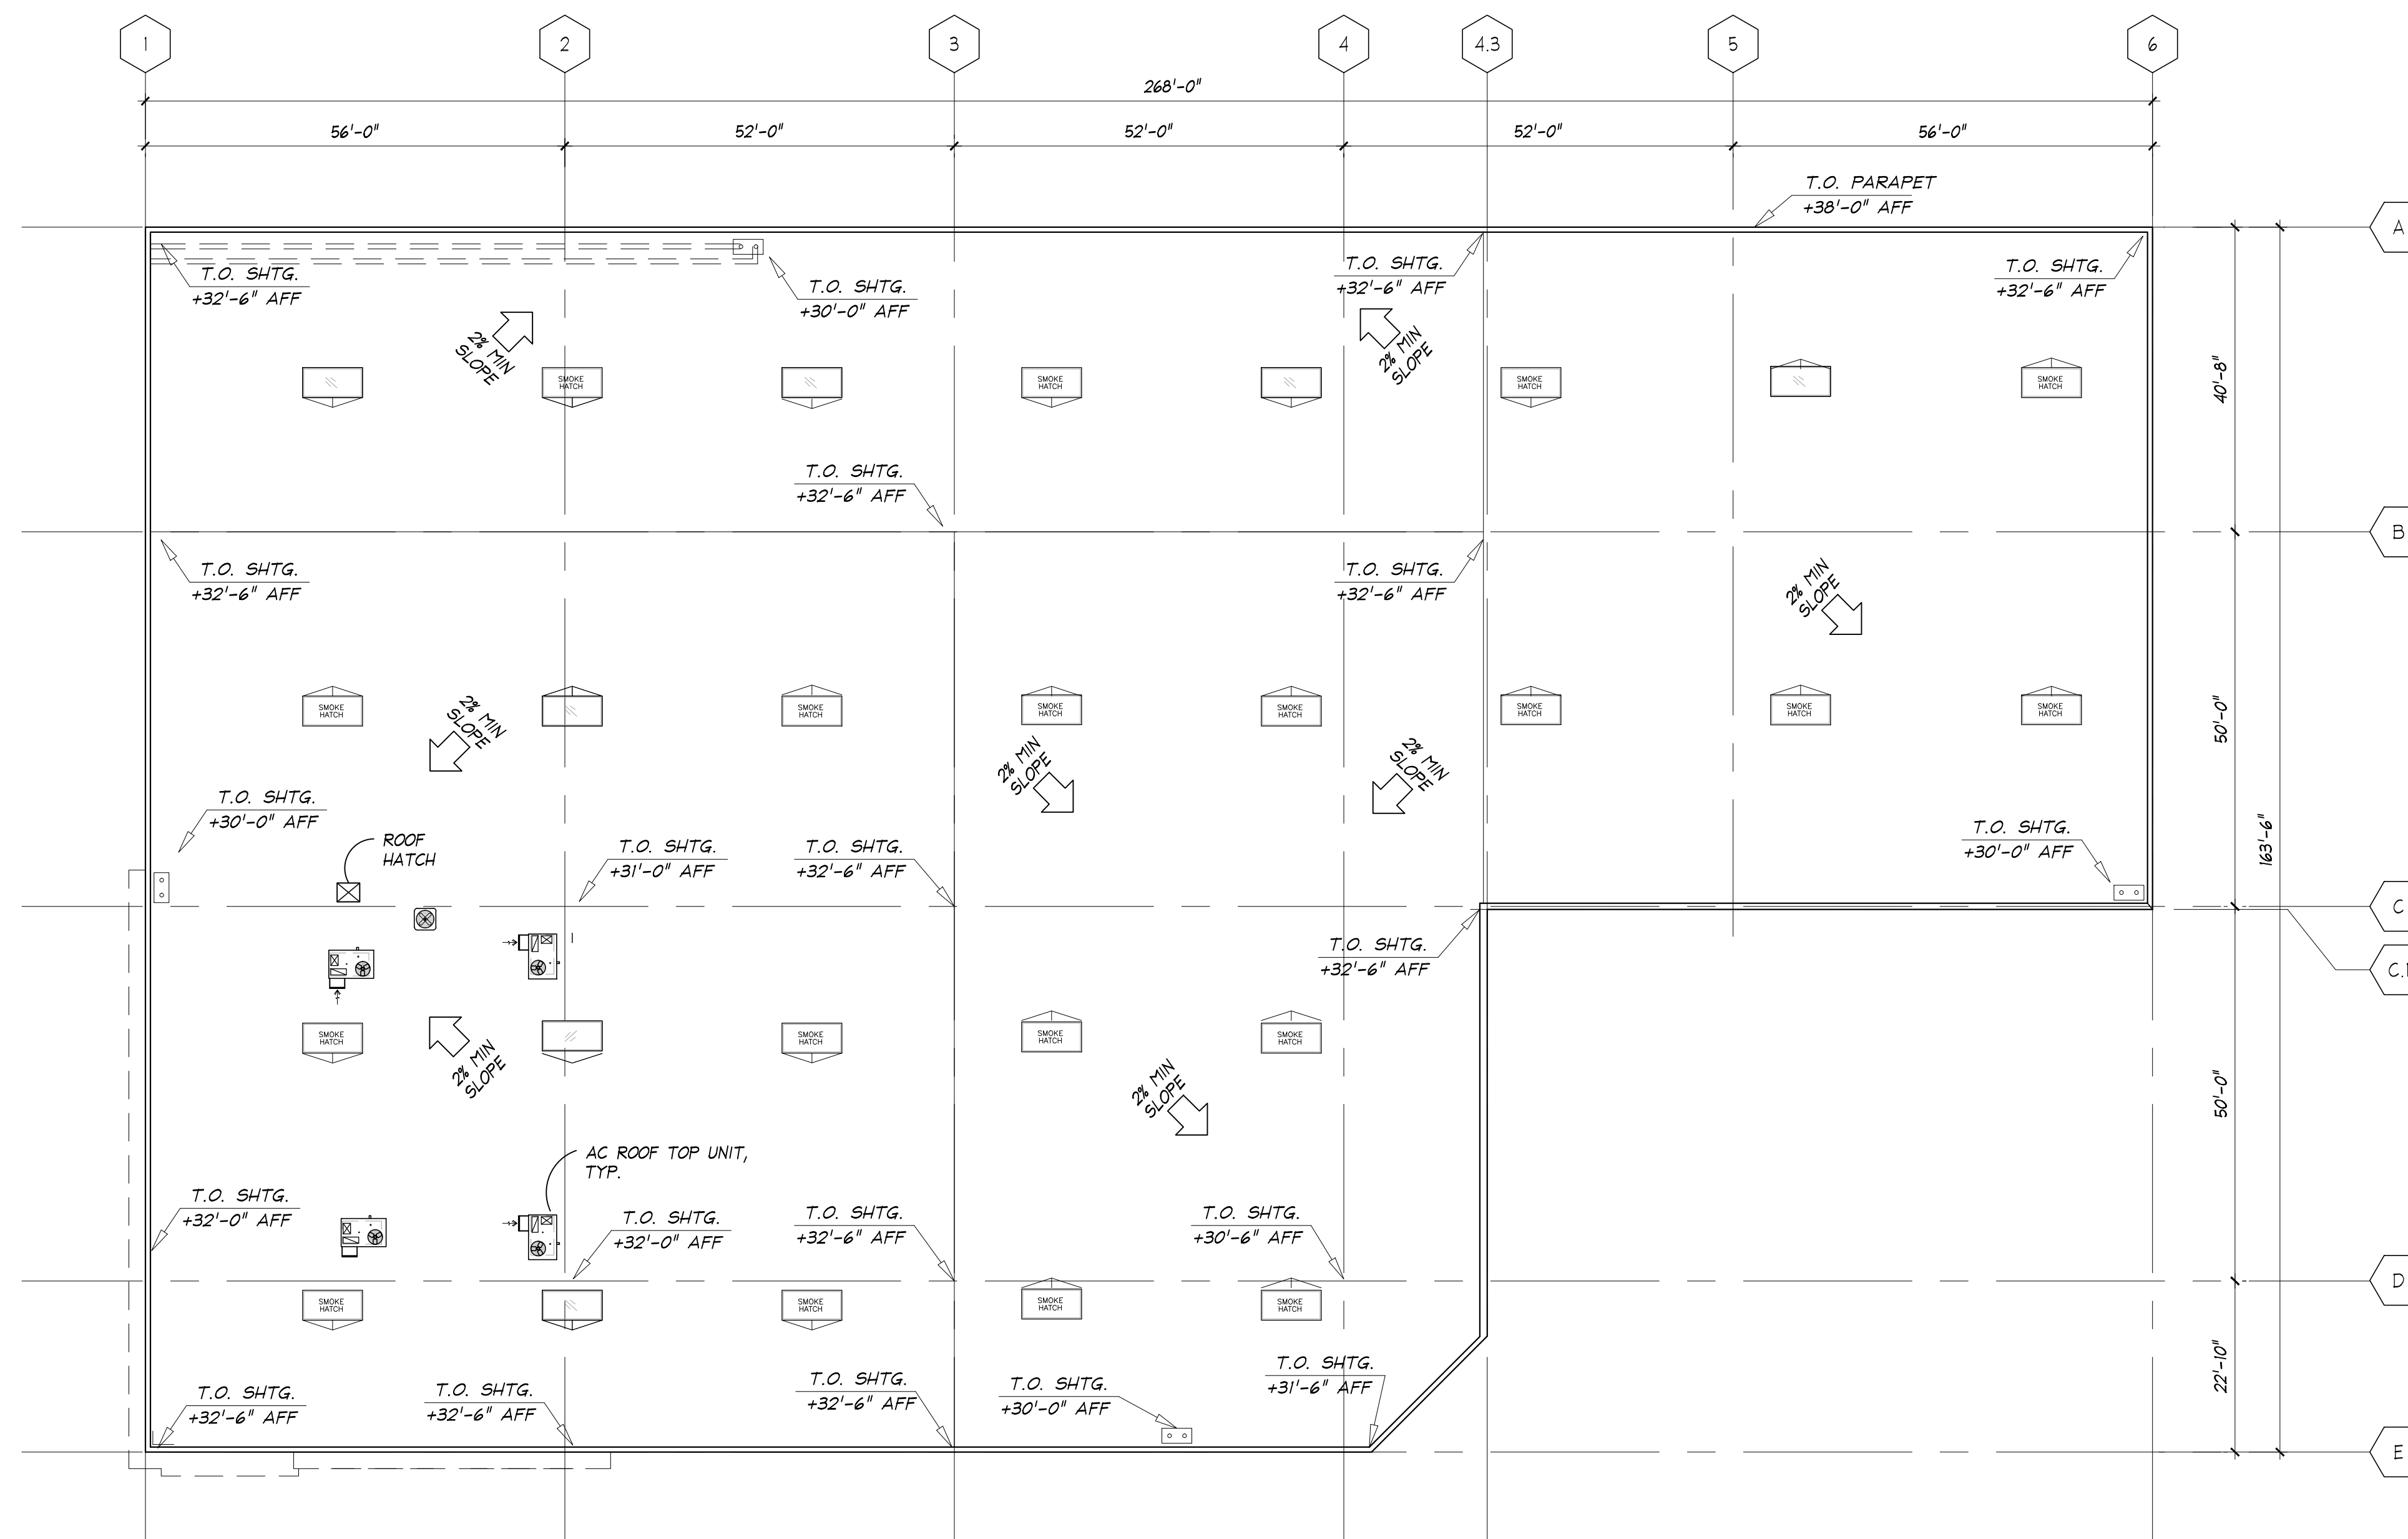 1
2
3
4
4.3
5
6
268'-0"
56'-0"
52'-0"
52'-0"
52'-0"
56'-0"
T.O. PARAPET
+38'-0" AFF
A
T.O. SHTG.
+32'-6" AFF
T.O. SHTG.
+30'-0" AFF
T.O. SHTG.
+32'-6" AFF
T.O. SHTG.
+32'-6" AFF
2% MIN
SLOPE
2% MIN
SLOPE
SMOKE
HATCH
SMOKE
HATCH
SMOKE
HATCH
SMOKE
HATCH
40'-8"
T.O. SHTG.
+32'-6" AFF
B
T.O. SHTG.
+32'-6" AFF
T.O. SHTG.
+32'-6" AFF
2% MIN
SLOPE
SMOKE
HATCH
SMOKE
HATCH
SMOKE
HATCH
SMOKE
HATCH
SMOKE
HATCH
SMOKE
HATCH
SMOKE
HATCH
50'-0"
2% MIN
SLOPE
2% MIN
SLOPE
2% MIN
SLOPE
T.O. SHTG.
+30'-0" AFF
ROOF
HATCH
T.O. SHTG.
+31'-0" AFF
T.O. SHTG.
+32'-6" AFF
T.O. SHTG.
+30'-0" AFF
163'-6"
C
T.O. SHTG.
+32'-6" AFF
SMOKE
HATCH
SMOKE
HATCH
SMOKE
HATCH
SMOKE
HATCH
2% MIN
SLOPE
2% MIN
SLOPE
50'-0"
AC ROOF TOP UNIT,
TYP.
T.O. SHTG.
+32'-0" AFF
T.O. SHTG.
+32'-0" AFF
T.O. SHTG.
+32'-6" AFF
T.O. SHTG.
+30'-6" AFF
D
SMOKE
HATCH
SMOKE
HATCH
SMOKE
HATCH
SMOKE
HATCH
22'-10"
T.O. SHTG.
+32'-6" AFF
T.O. SHTG.
+32'-6" AFF
T.O. SHTG.
+32'-6" AFF
T.O. SHTG.
+30'-0" AFF
T.O. SHTG.
+31'-6" AFF
E